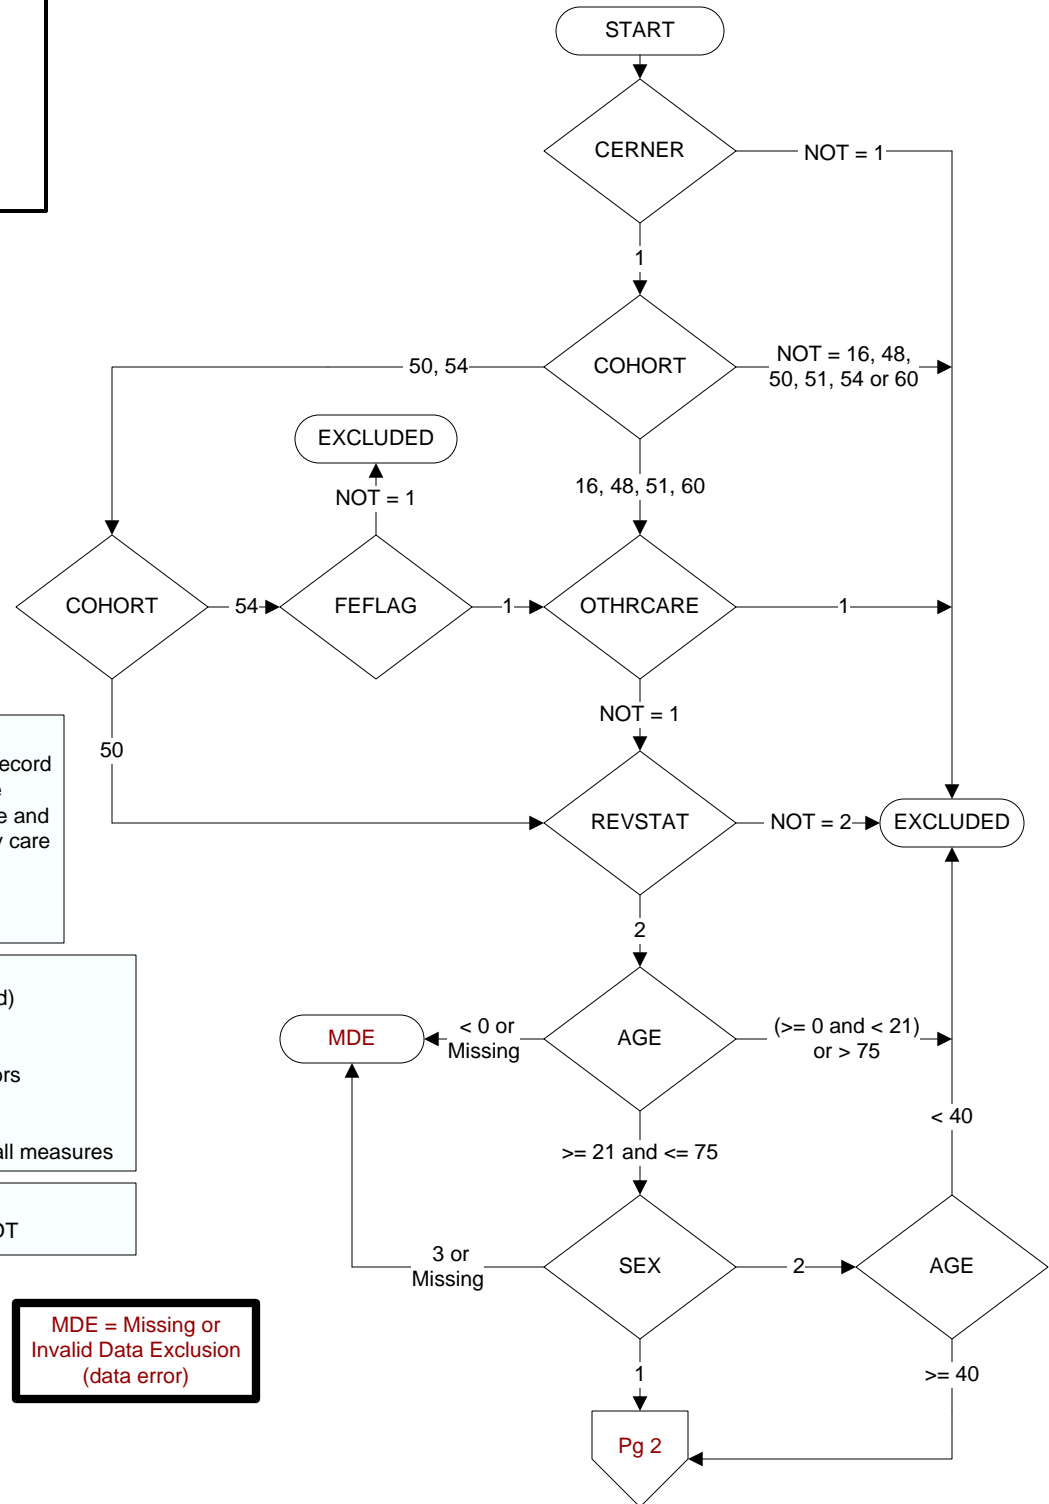 START
CERNER
NOT = 1
1
COHORT
50, 54
NOT = 16, 48,
50, 51, 54 or 60
EXCLUDED
NOT = 1
16, 48, 51, 60
COHORT
54
FEFLAG
1
OTHRCARE
1
NOT = 1
50
ecord
e and
care
REVSTAT
NOT = 2
EXCLUDED
2
d)
ors
all measures
OT
MDE
< 0 or
Missing
AGE
(>= 0 and < 21)
or > 75
< 40
>= 21 and <= 75
3 or
Missing
SEX
2
AGE
1
>= 40
MDE = Missing or
Invalid Data Exclusion
(data error)
Pg 2